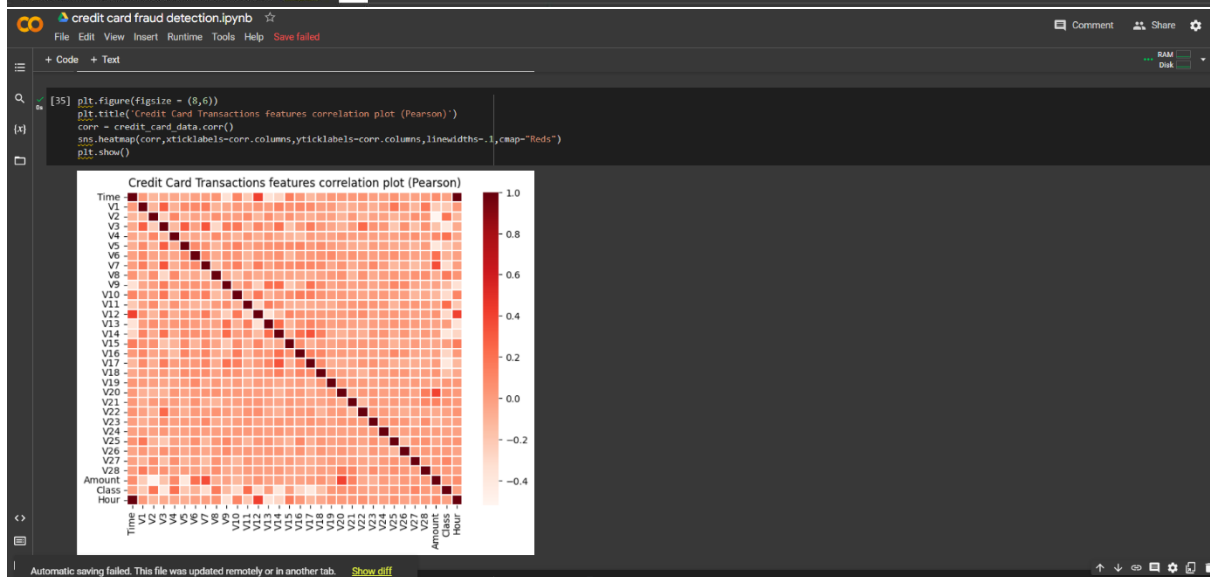 credit card fraud detection.ipynb
Comment Share
File Edit View Insert Runtime Tools Help Save failed
+ Code + Text
RAM
Disk
[35] plt.figure(figsize = (8,6))
0s
plt.title('Credit Card Transactions features correlation plot (Pearson)')
corr = credit_card_data.corr()
sns.heatmap(corr,xticklabels=corr.columns,yticklabels=corr.columns,linewidths=.1,cmap="Reds")
plt.show()
{x}
Credit Card Transactions features correlation plot (Pearson)
Time
V1
V2
V3
V4
V5
V6
V7
V8
V9
V10
V11
V12
V13
V14
V15
V16
V17
V18
V19
V20
V21
V22
V23
V24
V25
V26
V27
V28
Amount
Class
Hour
1.0
0.8
0.6
0.4
0.2
0.0
−0.2
−0.4
Time V1 V2 V3 V4 V5 V6 V7 V8 V9 V10 V11 V12 V13 V14 V15 V16 V17 V18 V19 V20 V21 V22 V23 V24 V25 V26 V27 V28 Amount Class Hour
<>
Automatic saving failed. This file was updated remotely or in another tab. Show diff